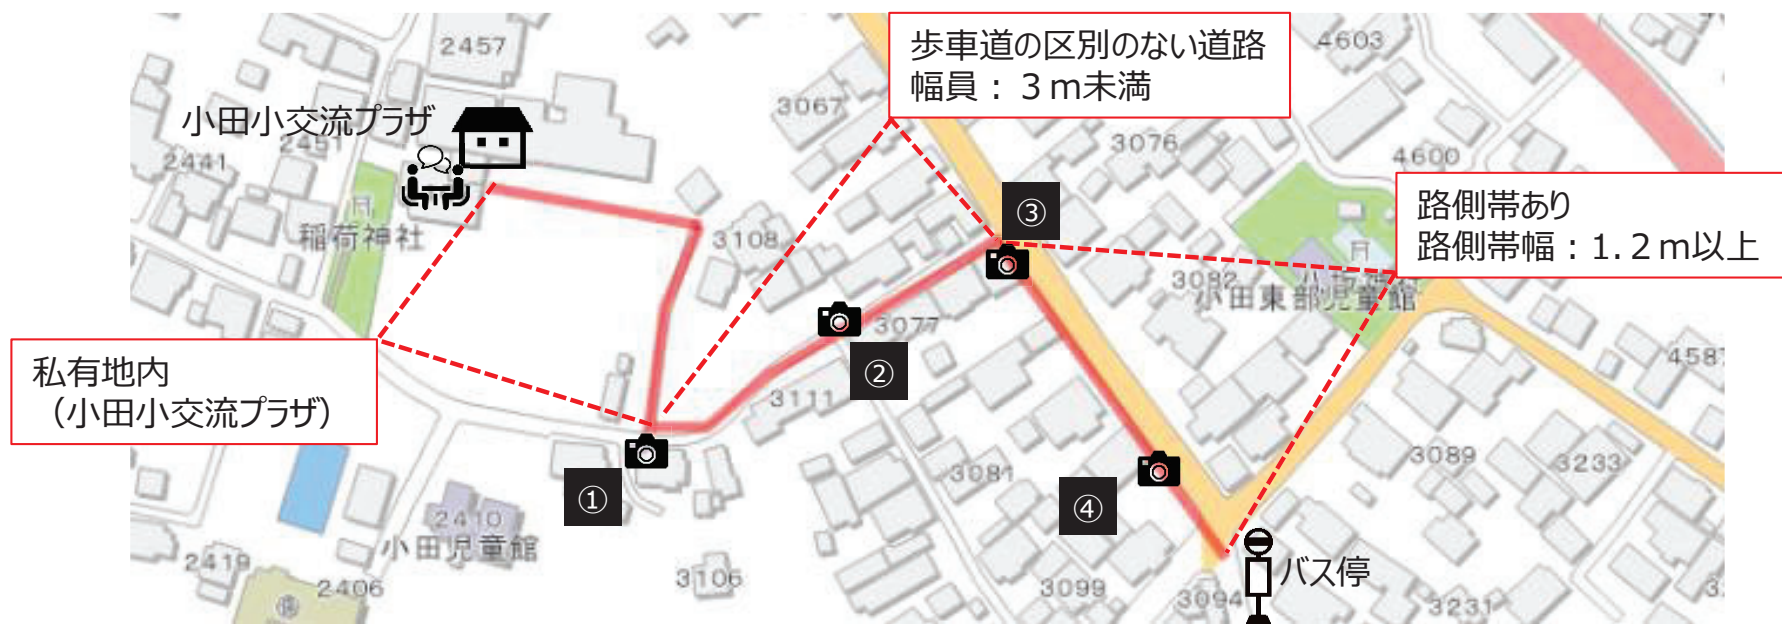 2457
歩車道の区別のない道路
幅員：３ｍ未満
4603
小田小交流プラザ
3067
3076
2451
2441
4600
路側帯あり
路側帯幅：1.２ｍ以上
稲荷神社
3108
③
3082
小田東部児童館
3077
私有地内
（小田小交流プラザ）
②
4587
3111
3081
3089
3233
①
④
2410
小田児童館
2419
2406
3106
3099
3094
バス停
3231